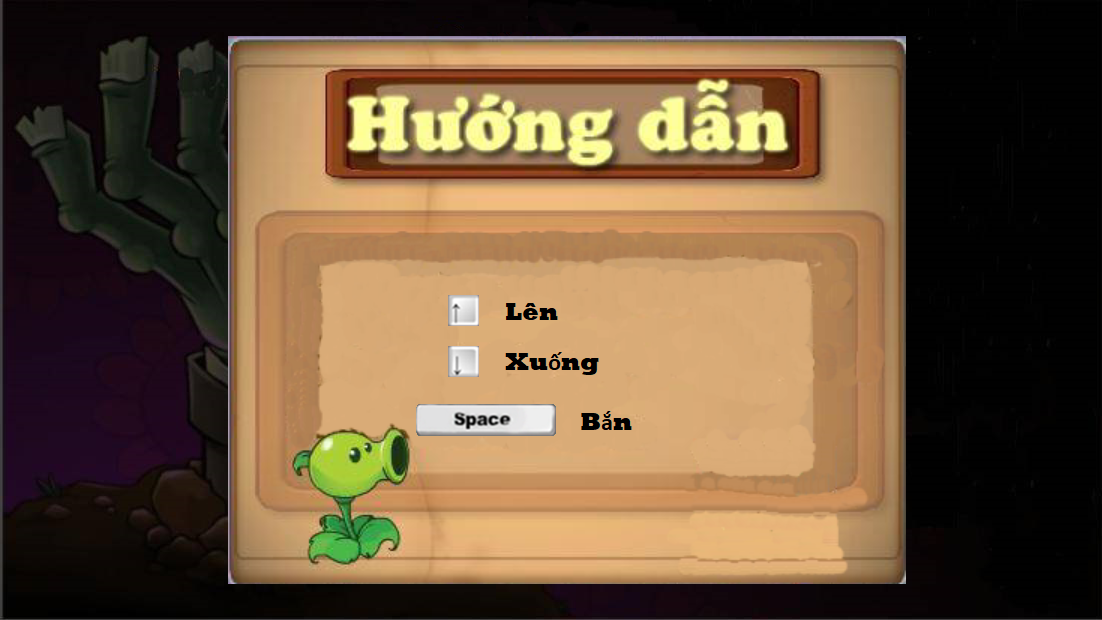 Hướng dẫn
↑ Lên
↓ Xuống
Space Bắn